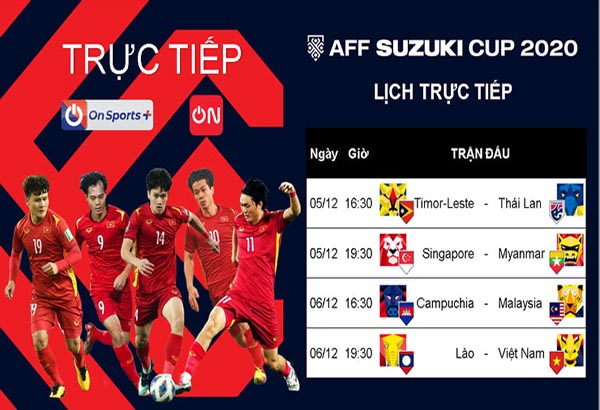 TRỰC TIẾP
On Sports +
ON
AFF SUZUKI CUP 2020
LỊCH TRỰC TIẾP
Ngày Giờ TRẬN ĐẤU
05/12 16:30 Timor-Leste - Thái Lan
05/12 19:30 Singapore - Myanmar
06/12 16:30 Campuchia - Malaysia
06/12 19:30 Lào - Việt Nam
19
9
14
10
11